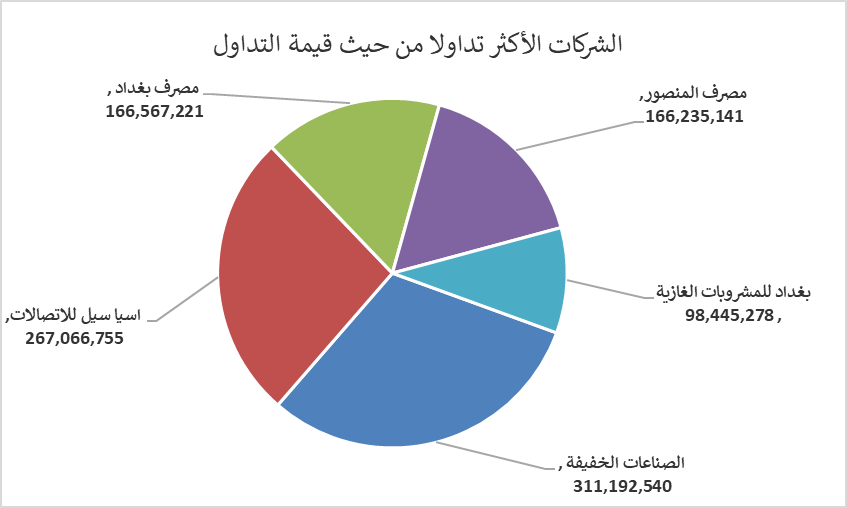 الشركات الأكثر تداولا من حيث قيمة التداول
مصرف المنصور,
166,235,141
مصرف بغداد ,
166,567,221
بغداد للمشروبات الغازية
, 98,445,278
اسيا سيل للاتصالات,
267,066,755
الصناعات الخفيفة ,
311,192,540